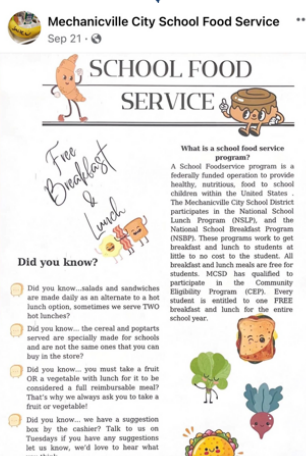 Mechanicville City School Food Service
Sep 21
SCHOOL FOOD
SERVICE
Free
Breakfast
&
Lunch
What is a school food service
program?
A School Foodservice program is a
federally funded operation to provide
healthy, nutritious, food to school
children within the United States .
The Mechanicville City School District
participates in the National School
Lunch Program (NSLP), and the
National School Breakfast Program
(NSBP). These programs work to get
breakfast and lunch to students at
little to no cost to the student. All
breakfast and lunch meals are free for
students. MCSD has qualified to
participate in the Community
Eligibility Program (CEP). Every
student is entitled to one FREE
breakfast and lunch for the entire
school year.
Did you know?
Did you know...salads and sandwiches
are made daily as an alternate to a hot
lunch option, sometimes we serve TWO
hot lunches?
Did you know... the cereal and poptarts
served are specially made for schools
and are not the same ones that you can
buy in the store?
Did you know... you must take a fruit
OR a vegetable with lunch for it to be
considered a full reimbursable meal?
That's why we always ask you to take a
fruit or vegetable!
Did you know... we have a suggestion
box by the cashier? Talk to us on
Tuesdays if you have any suggestions
let us know, we'd love to hear what